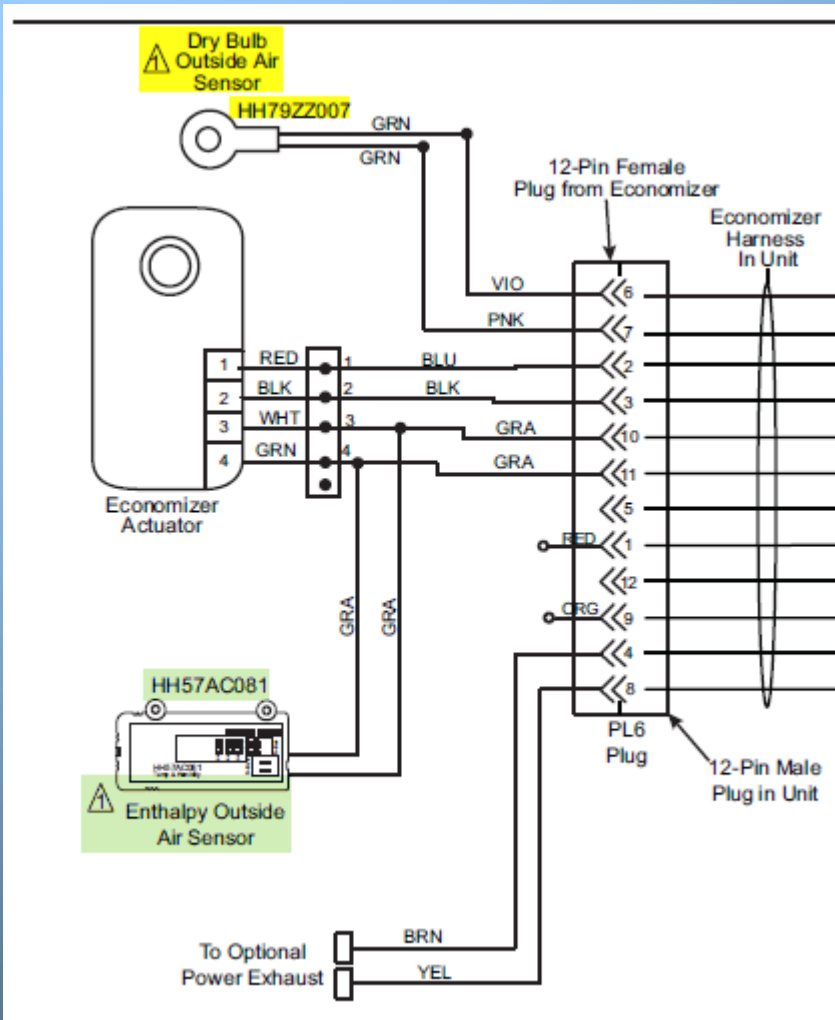 Dry Bulb
1 Outside Air
Sensor
HH79ZZ007
GRN
GRN
12-Pin Female
Plug from Economizer
Economizer
Harness
In Unit
VIO
6
PNK
7
1 RED 1 BLU 2
2 BLK 2 BLK 3
3 WHT 3 GRA 10
4 GRN 4 GRA 11
5
Economizer
Actuator
RED 1
12
ORG 9
4
8
GRA GRA
HH57AC081
PL6
Plug
12-Pin Male
Plug in Unit
1
Enthalpy Outside
Air Sensor
To Optional
Power Exhaust
BRN
YEL